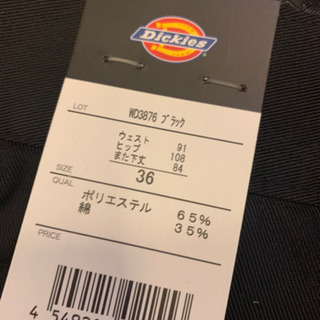 Dickies
LOT WD3876 ブラック
ウェスト 91
ヒップ 108
また下丈 84
SIZE 36
QUAL
ポリエステル 65%
綿 35%
PRICE